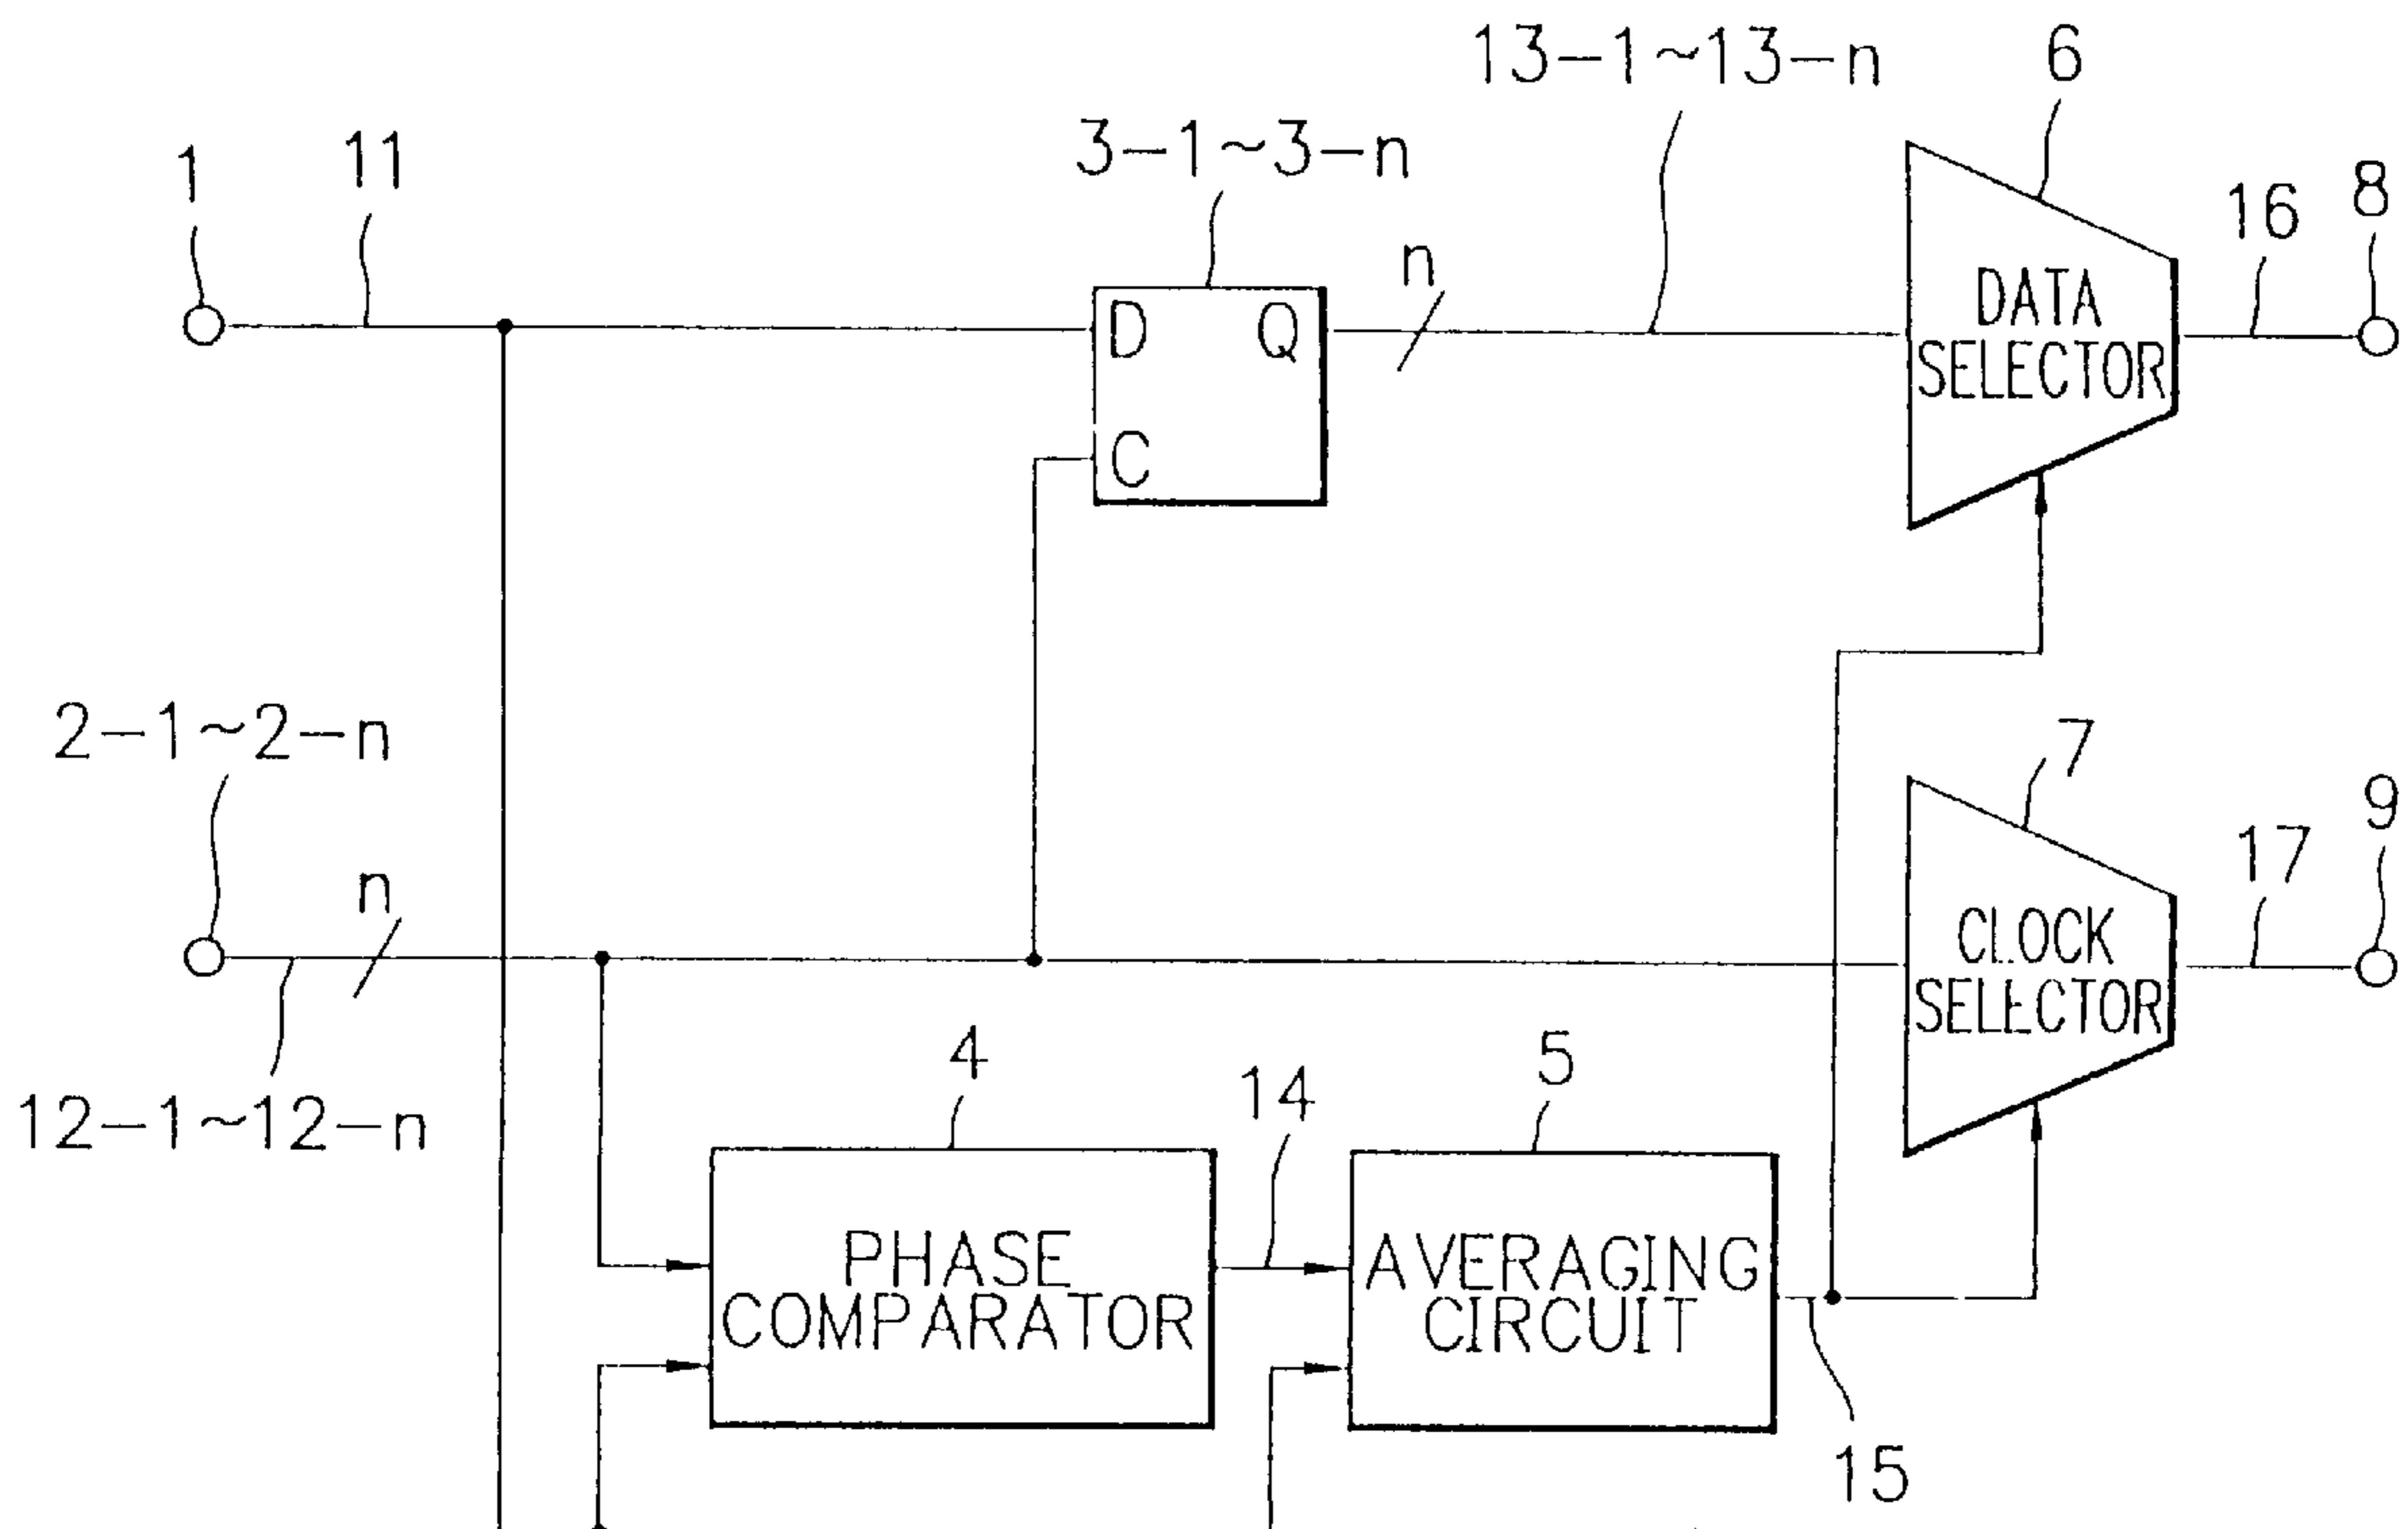 13-1~13-n
6
1
11
3-1~3-n
16
8
n
D Q
C
DATA
SELECTOR
2-1~2-n
7
n
17
9
CLOCK
SELECTOR
12-1~12-n
4
14
5
PHASE
COMPARATOR
AVERAGING
CIRCUIT
15